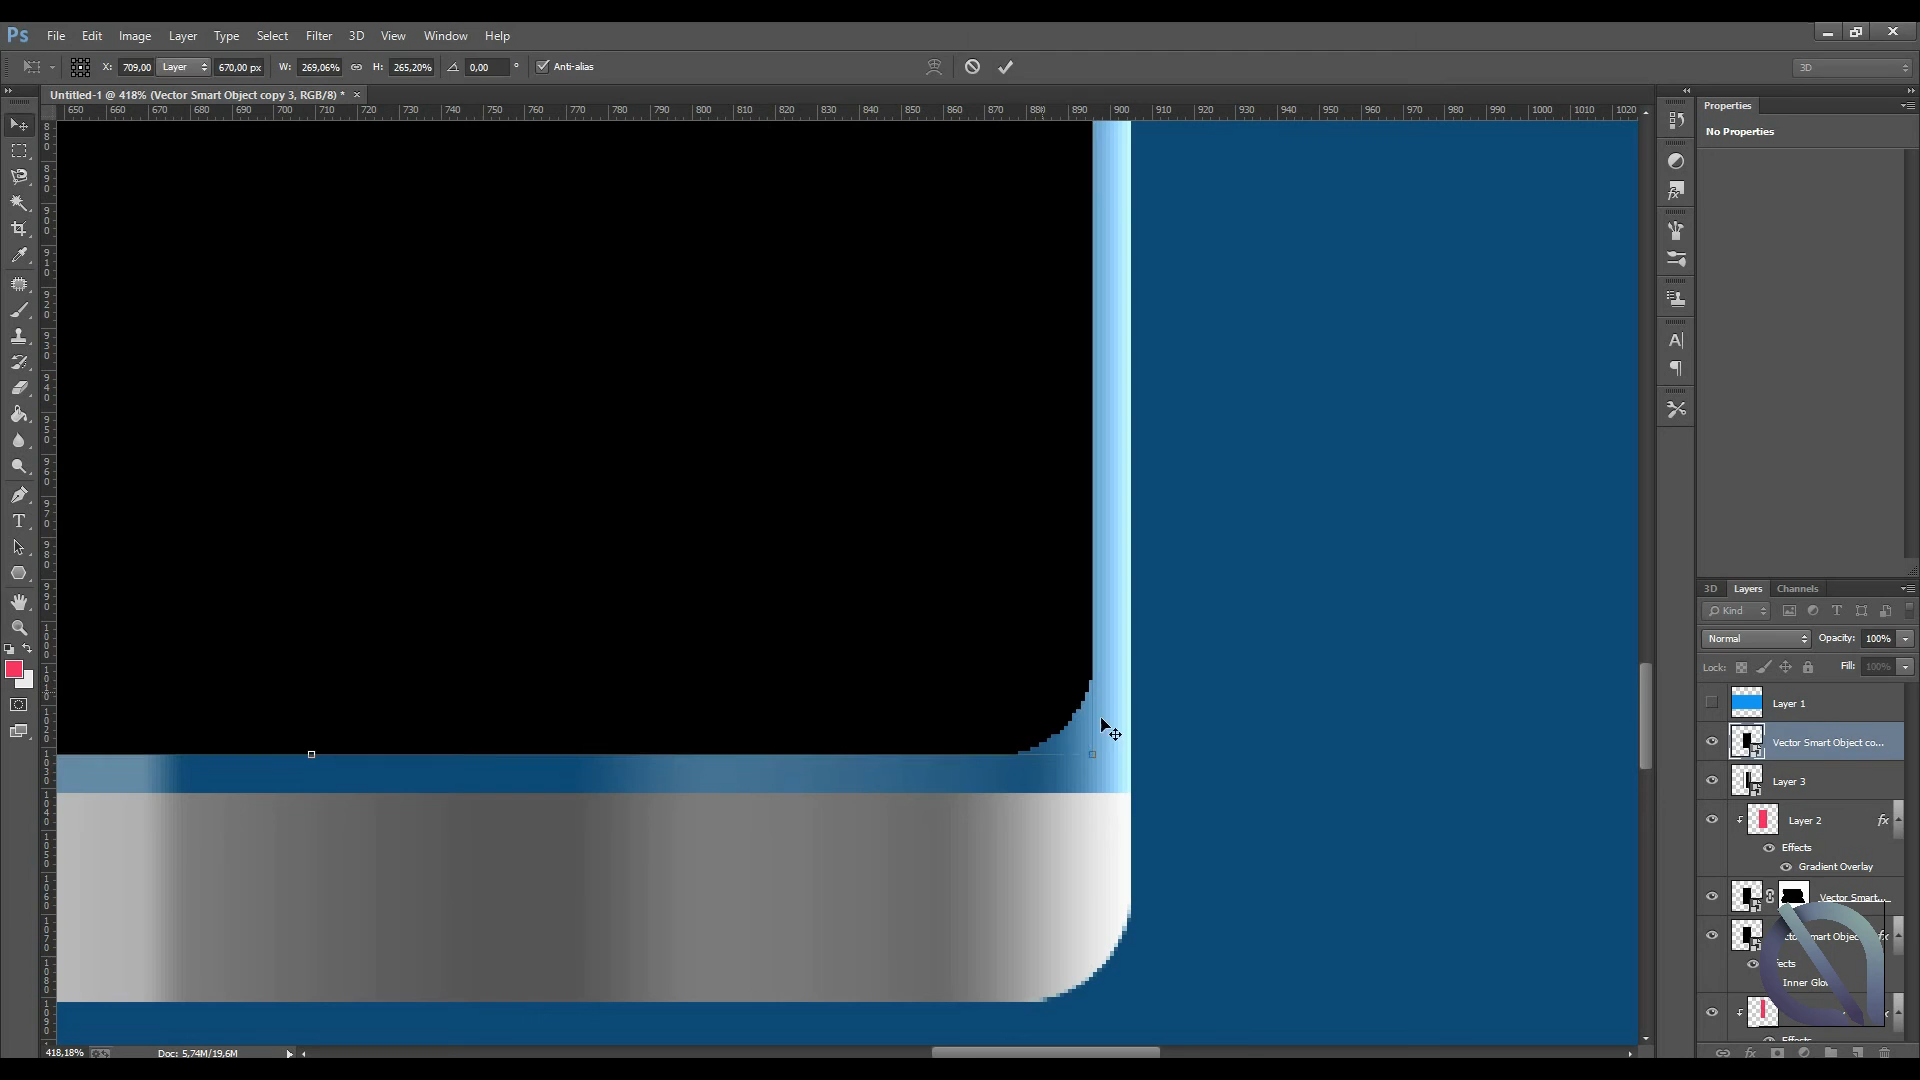 Ps File Edit Image Layer Type Select Filter 3D View Window Help
X: 709,00 Layer 670,00 px W: 269,06% H: 265,20% 0,00 ° Anti-alias 3D
Untitled-1 @ 418% (Vector Smart Object copy 3, RGB/8) * ×
650 660 670 680 690 700 710 720 730 740 750 760 770 780 790 800 810 820 830 840 850 860 870 880 890 900 910 920 930 940 950 960 970 980 990 1000 1010 1020
Properties
No Properties
3D Layers Channels
Kind
Normal Opacity: 100%
Lock: Fill: 100%
Layer 1
Vector Smart Object co...
Layer 3
Layer 2 fx
Effects
Gradient Overlay
Vector Smart...
Inner Glo
418,18% Doc: 5,74M/19,6M